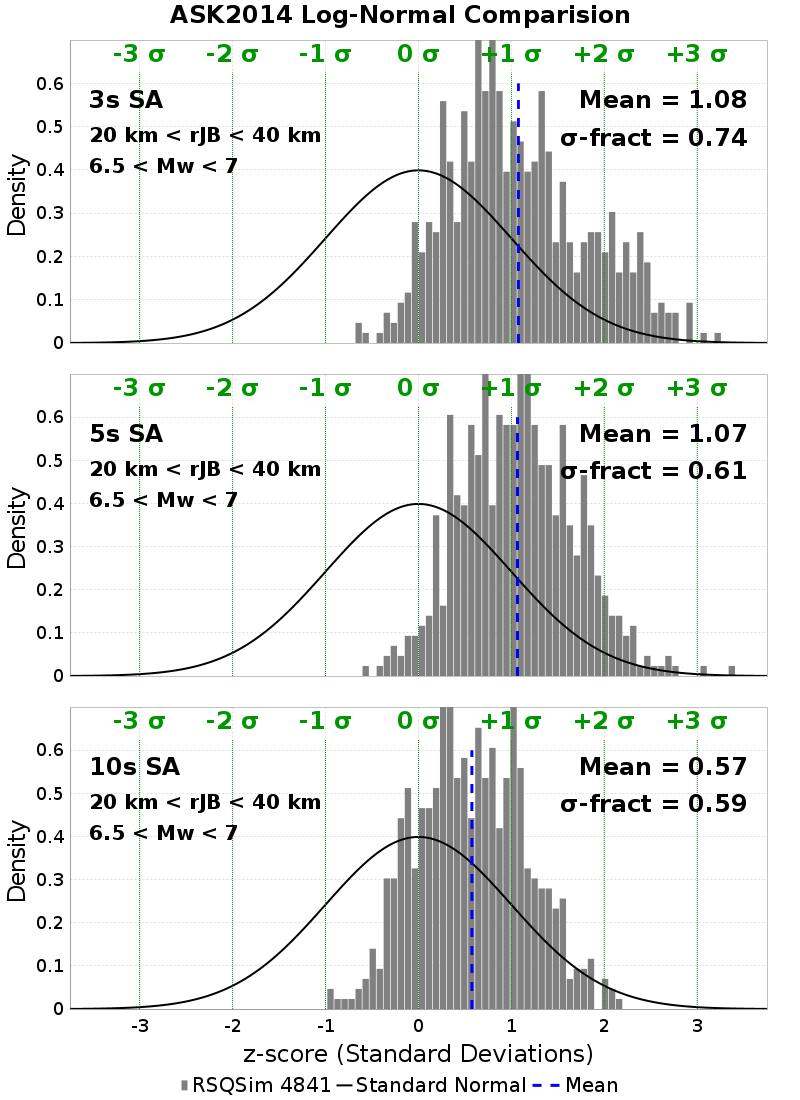 ASK2014 Log-Normal Comparision
-3 σ -2 σ -1 σ 0 σ +1 σ +2 σ +3 σ
3s SA
Mean = 1.08
20 km < rJB < 40 km
σ-fract = 0.74
6.5 < Mw < 7
0.6
0.5
0.4
0.3
0.2
0.1
0
Density
-3 σ -2 σ -1 σ 0 σ +1 σ +2 σ +3 σ
5s SA
Mean = 1.07
20 km < rJB < 40 km
σ-fract = 0.61
6.5 < Mw < 7
0.6
0.5
0.4
0.3
0.2
0.1
0
Density
-3 σ -2 σ -1 σ 0 σ +1 σ +2 σ +3 σ
10s SA
Mean = 0.57
20 km < rJB < 40 km
σ-fract = 0.59
6.5 < Mw < 7
0.6
0.5
0.4
0.3
0.2
0.1
0
Density
-3 -2 -1 0 1 2 3
z-score (Standard Deviations)
RSQSim 4841 Standard Normal Mean